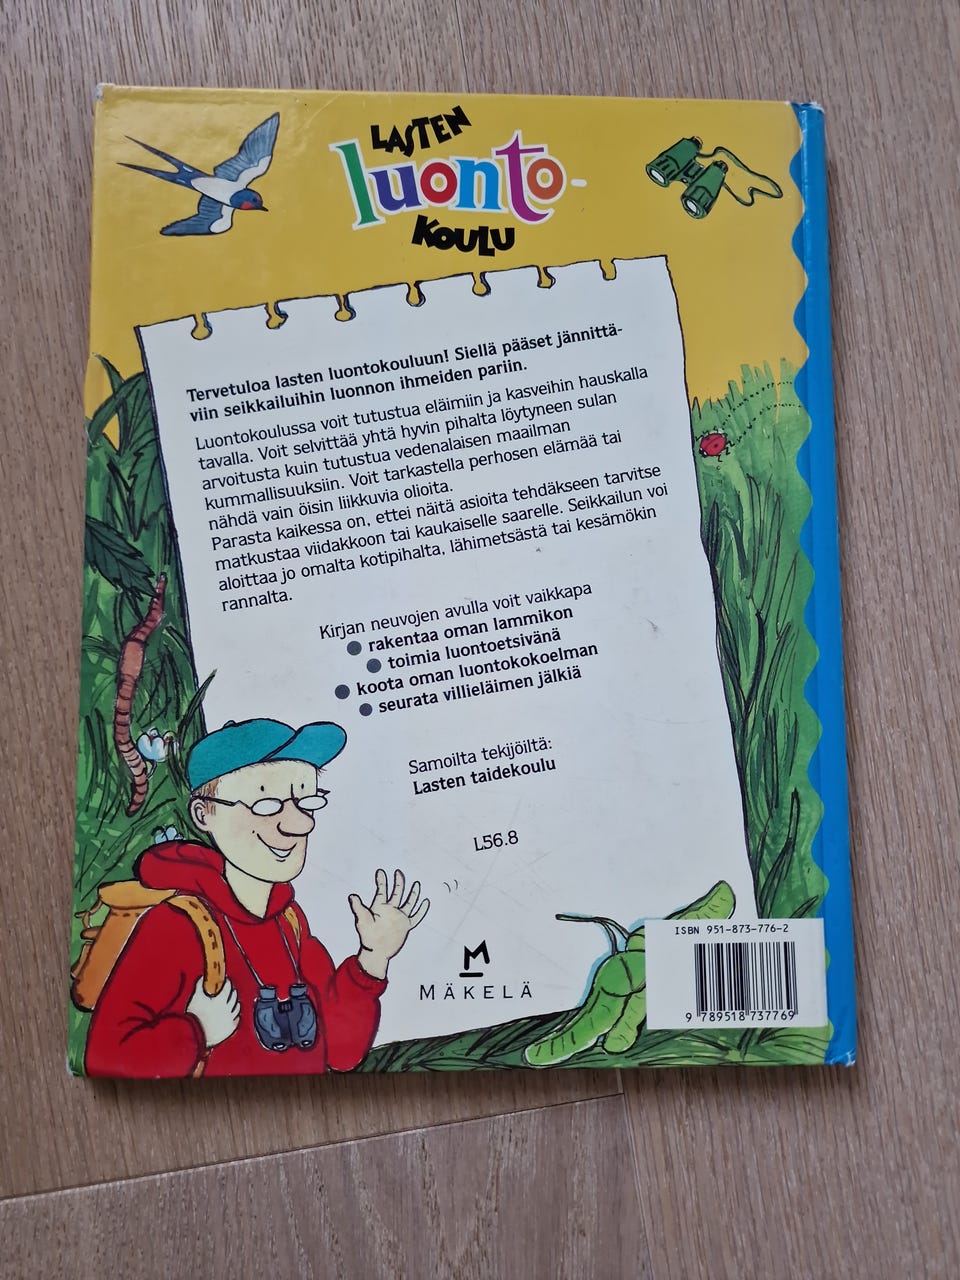 LASTEN
luonto-
KOULU
Tervetuloa lasten luontokouluun! Siellä pääset jännittä-
viin seikkailuihin luonnon ihmeiden pariin.
Luontokoulussa voit tutustua eläimiin ja kasveihin hauskalla
tavalla. Voit selvittää yhtä hyvin pihalta löytyneen sulan
arvoitusta kuin tutustua vedenalaisen maailman
kummallisuuksiin. Voit tarkastella perhosen elämää tai
nähdä vain öisin liikkuvia olioita.
Parasta kaikessa on, ettei näitä asioita tehdäkseen tarvitse
matkustaa viidakkoon tai kaukaiselle saarelle. Seikkailun voi
aloittaa jo omalta kotipihalta, lähimetsästä tai kesämökin
rannalta.
Kirjan neuvojen avulla voit vaikkapa
● rakentaa oman lammikon
● toimia luontoetsivänä
● koota oman luontokokoelman
● seurata villieläimen jälkiä
Samoilta tekijöiltä:
Lasten taidekoulu
L56.8
M
MÄKELÄ
ISBN 951-873-776-2
9 789518 737769